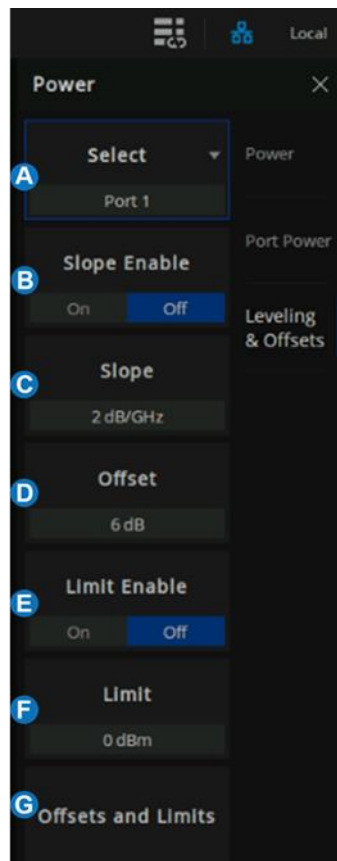 Local
Power
A
Select
Port 1
Power
B
Slope Enable
On Off
Port Power
C
Slope
2 dB/GHz
Leveling
& Offsets
D
Offset
6 dB
E
Limit Enable
On Off
F
Limit
0 dBm
G
Offsets and Limits